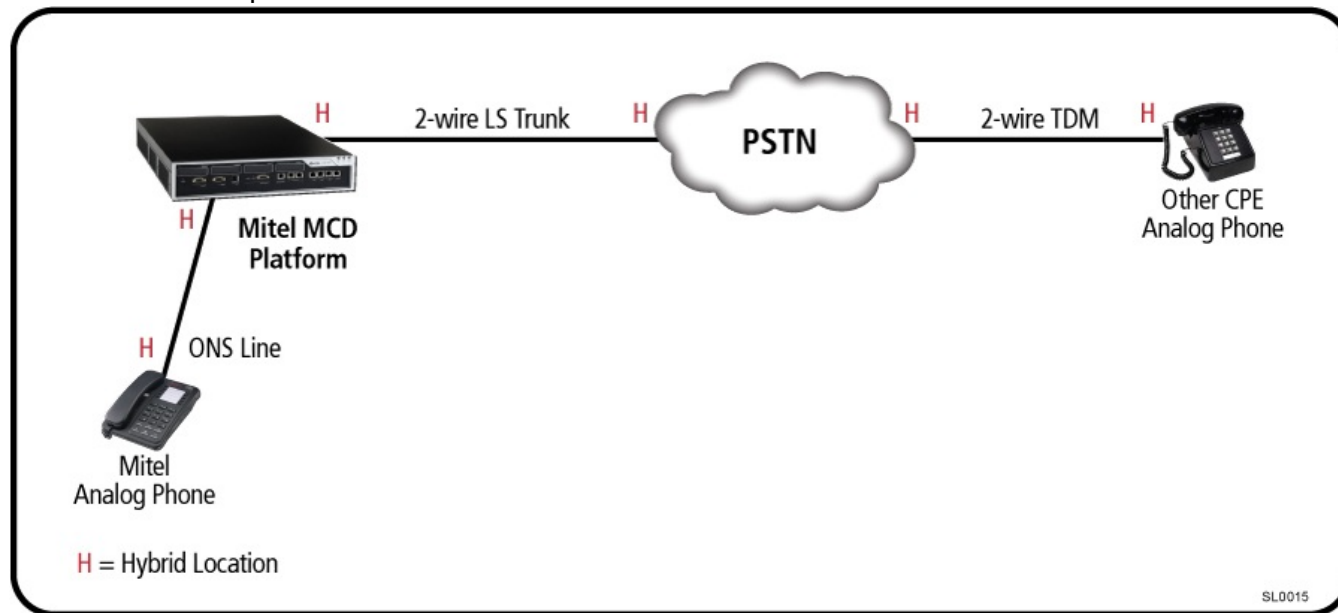 H
2-wire LS Trunk
H
PSTN
H
2-wire TDM
H
Other CPE
Analog Phone
H
Mitel MCD
Platform
H
ONS Line
Mitel
Analog Phone
H = Hybrid Location
SL0015